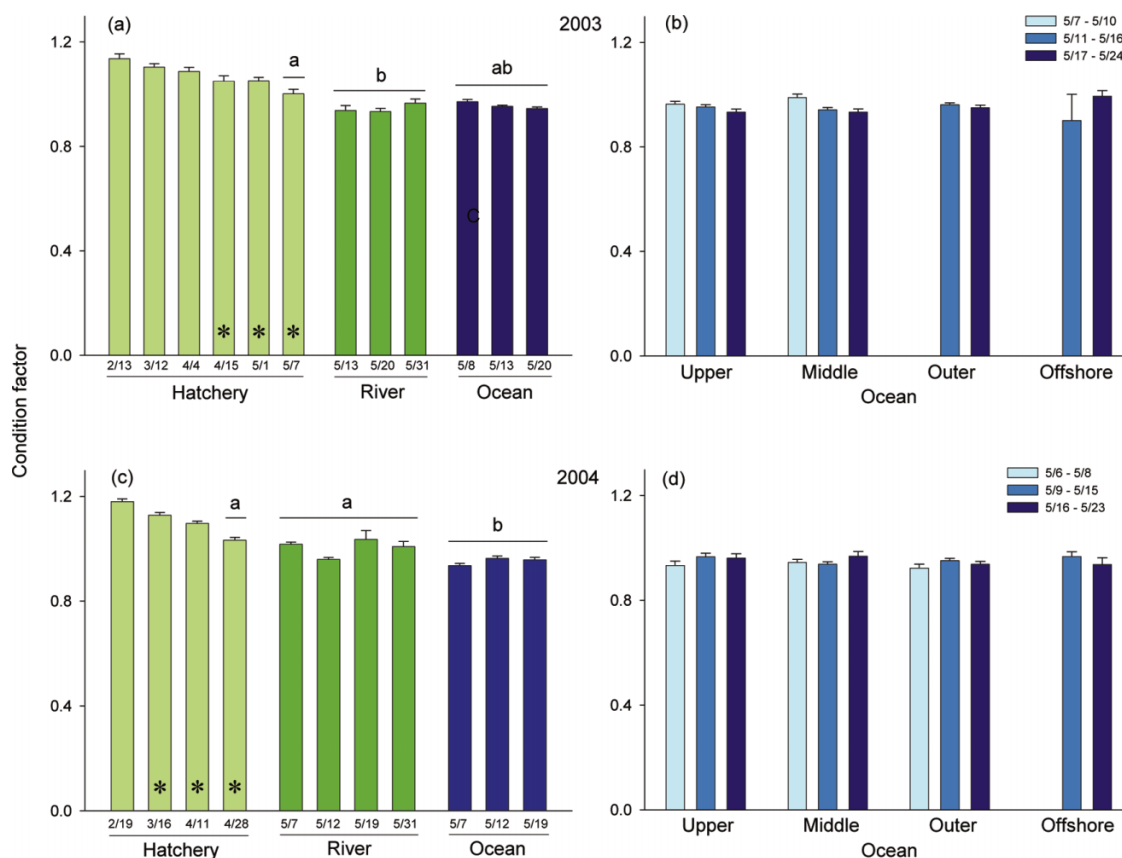 (a)
2003
(b)
5/7 - 5/10
5/11 - 5/16
5/17 - 5/24
1.2
0.8
0.4
0.0
a
b
ab
C
* * *
2/13 3/12 4/4 4/15 5/1 5/7 5/13 5/20 5/31 5/8 5/13 5/20
Hatchery River Ocean
1.2
0.8
0.4
0.0
Upper Middle Outer Offshore
Ocean
Condition factor
(c)
2004
(d)
5/6 - 5/8
5/9 - 5/15
5/16 - 5/23
1.2
0.8
0.4
0.0
a
a
b
* * *
2/19 3/16 4/11 4/28 5/7 5/12 5/19 5/31 5/7 5/12 5/19
Hatchery River Ocean
1.2
0.8
0.4
0.0
Upper Middle Outer Offshore
Ocean